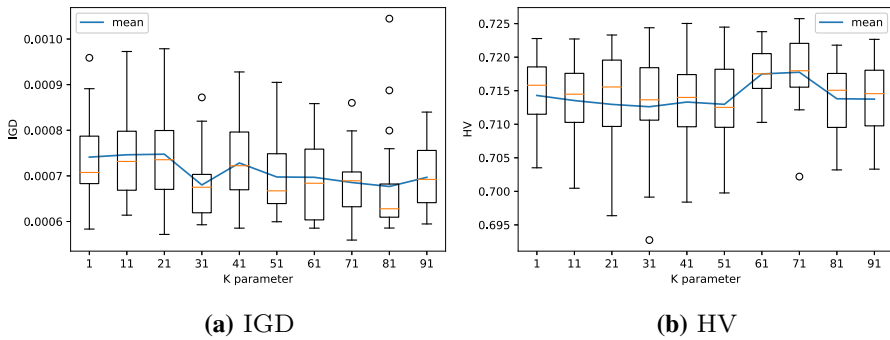 mean
0.0010
0.0009
0.0008
0.0007
0.0006
IGD
1 11 21 31 41 51 61 71 81 91
K parameter
(a) IGD
mean
0.725
0.720
0.715
0.710
0.705
0.700
0.695
HV
1 11 21 31 41 51 61 71 81 91
K parameter
(b) HV